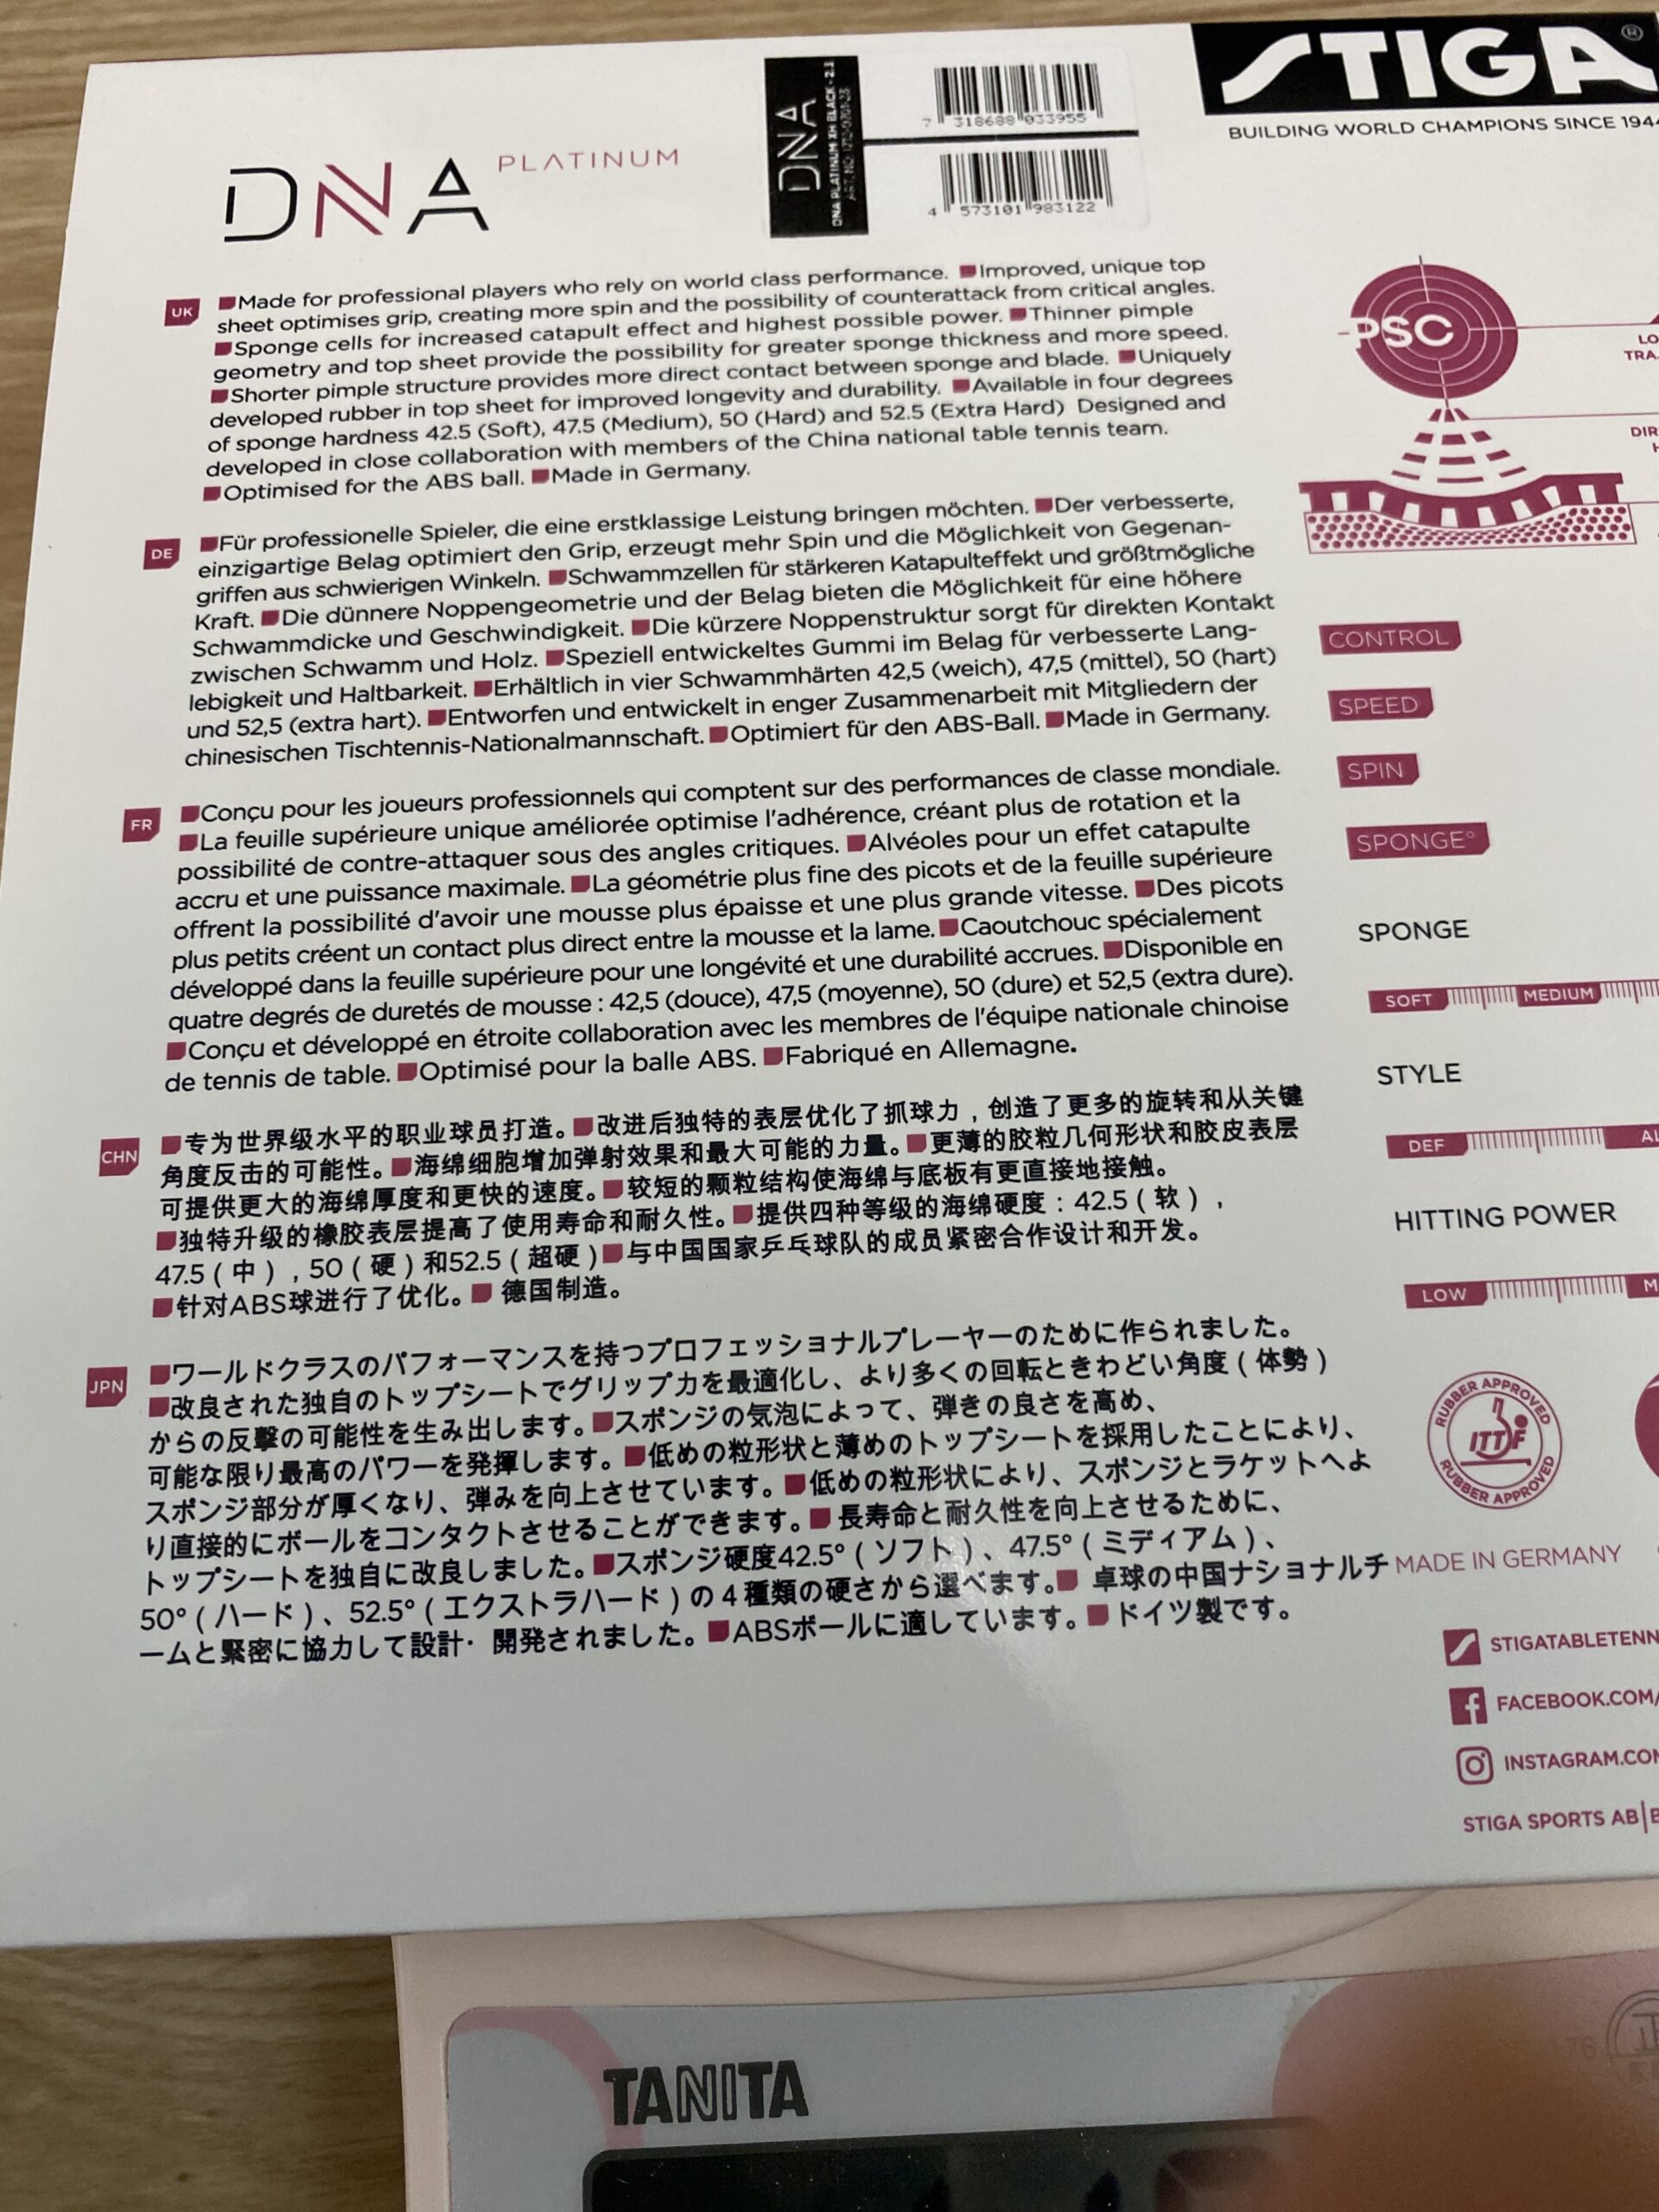 STIGA®
BUILDING WORLD CHAMPIONS SINCE 1944
DNA PLATINUM
DNA
DNA PLATINUM XH BLACK - 2.3
7 318688 033955
4 573101 983122
UK
■Made for professional players who rely on world class performance. ■Improved, unique top
sheet optimises grip, creating more spin and the possibility of counterattack from critical angles.
■Sponge cells for increased catapult effect and highest possible power. ■Thinner pimple
geometry and top sheet provide the possibility for greater sponge thickness and more speed.
■Shorter pimple structure provides more direct contact between sponge and blade. ■Uniquely
developed rubber in top sheet for improved longevity and durability. ■Available in four degrees
of sponge hardness 42.5 (Soft), 47.5 (Medium), 50 (Hard) and 52.5 (Extra Hard) Designed and
developed in close collaboration with members of the China national table tennis team.
■Optimised for the ABS ball. ■Made in Germany.
DE
■Für professionelle Spieler, die eine erstklassige Leistung bringen möchten. ■Der verbesserte,
einzigartige Belag optimiert den Grip, erzeugt mehr Spin und die Möglichkeit von Gegenan-
griffen aus schwierigen Winkeln. ■Schwammzellen für stärkeren Katapulteffekt und größtmögliche
Kraft. ■Die dünnere Noppengeometrie und der Belag bieten die Möglichkeit für eine höhere
Schwammdicke und Geschwindigkeit. ■Die kürzere Noppenstruktur sorgt für direkten Kontakt
zwischen Schwamm und Holz. ■Speziell entwickeltes Gummi im Belag für verbesserte Lang-
lebigkeit und Haltbarkeit. ■Erhältlich in vier Schwammhärten 42,5 (weich), 47,5 (mittel), 50 (hart)
und 52,5 (extra hart). ■Entworfen und entwickelt in enger Zusammenarbeit mit Mitgliedern der
chinesischen Tischtennis-Nationalmannschaft. ■Optimiert für den ABS-Ball. ■Made in Germany.
FR
■Conçu pour les joueurs professionnels qui comptent sur des performances de classe mondiale.
■La feuille supérieure unique améliorée optimise l'adhérence, créant plus de rotation et la
possibilité de contre-attaquer sous des angles critiques. ■Alvéoles pour un effet catapulte
accru et une puissance maximale. ■La géométrie plus fine des picots et de la feuille supérieure
offrent la possibilité d'avoir une mousse plus épaisse et une plus grande vitesse. ■Des picots
plus petits créent un contact plus direct entre la mousse et la lame. ■Caoutchouc spécialement
développé dans la feuille supérieure pour une longévité et une durabilité accrues. ■Disponible en
quatre degrés de duretés de mousse : 42,5 (douce), 47,5 (moyenne), 50 (dure) et 52,5 (extra dure).
■Conçu et développé en étroite collaboration avec les membres de l'équipe nationale chinoise
de tennis de table. ■Optimisé pour la balle ABS. ■Fabriqué en Allemagne.
CHN
■专为世界级水平的职业球员打造。■改进后独特的表层优化了抓球力，创造了更多的旋转和从关键
角度反击的可能性。■海绵细胞增加弹射效果和最大可能的力量。■更薄的胶粒几何形状和胶皮表层
可提供更大的海绵厚度和更快的速度。■较短的颗粒结构使海绵与底板有更直接地接触。
■独特升级的橡胶表层提高了使用寿命和耐久性。■提供四种等级的海绵硬度：42.5（软），
47.5（中），50（硬）和52.5（超硬）■与中国国家乒乓球队的成员紧密合作设计和开发。
■针对ABS球进行了优化。■ 德国制造。
JPN
■ワールドクラスのパフォーマンスを持つプロフェッショナルプレーヤーのために作られました。
■改良された独自のトップシートでグリップ力を最適化し、より多くの回転ときわどい角度（体勢）
からの反撃の可能性を生み出します。■スポンジの気泡によって、弾きの良さを高め、
可能な限り最高のパワーを発揮します。■低めの粒形状と薄めのトップシートを採用したことにより、
スポンジ部分が厚くなり、弾みを向上させています。■低めの粒形状により、スポンジとラケットへよ
り直接的にボールをコンタクトさせることができます。■ 長寿命と耐久性を向上させるために、
トップシートを独自に改良しました。■スポンジ硬度42.5°（ソフト）、47.5°（ミディアム）、
50°（ハード）、52.5°（エクストラハード）の４種類の硬さから選べます。■ 卓球の中国ナショナルチ
ームと緊密に協力して設計· 開発されました。■ABSボールに適しています。■ドイツ製です。
PSC
LO
TRA
DIR
H
CONTROL
SPEED
SPIN
SPONGE°
SPONGE
SOFT MEDIUM
STYLE
DEF AL
HITTING POWER
LOW M
RUBBER APPROVED
ITTF
RUBBER APPROVED
MADE IN GERMANY
STIGATABLETENN
FACEBOOK.COM/
INSTAGRAM.COM
STIGA SPORTS AB|
TANITA